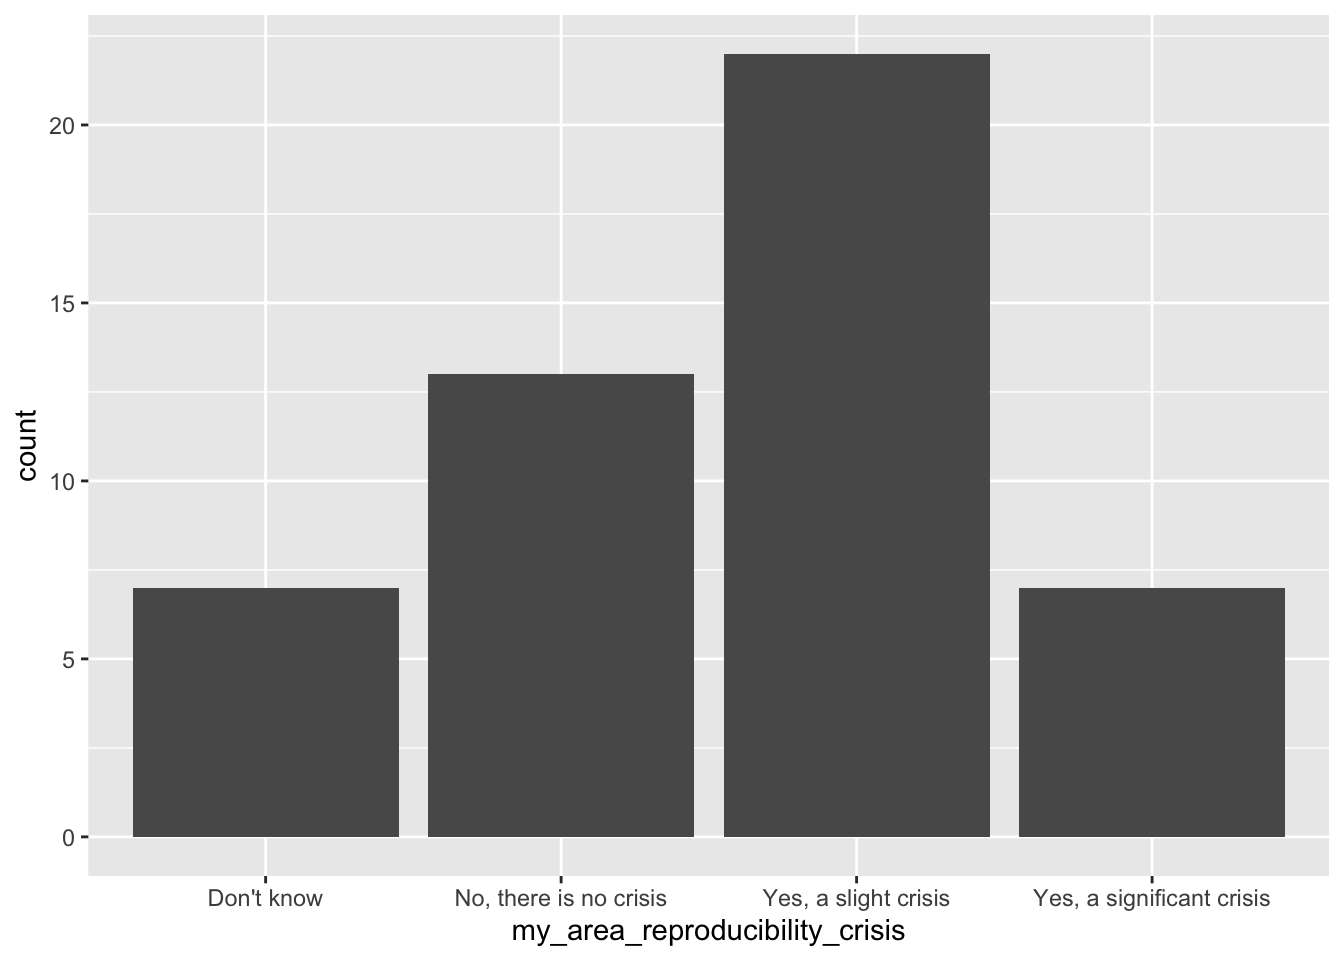 count
20
15
10
5
0
Don't know
No, there is no crisis
Yes, a slight crisis
Yes, a significant crisis
my_area_reproducibility_crisis